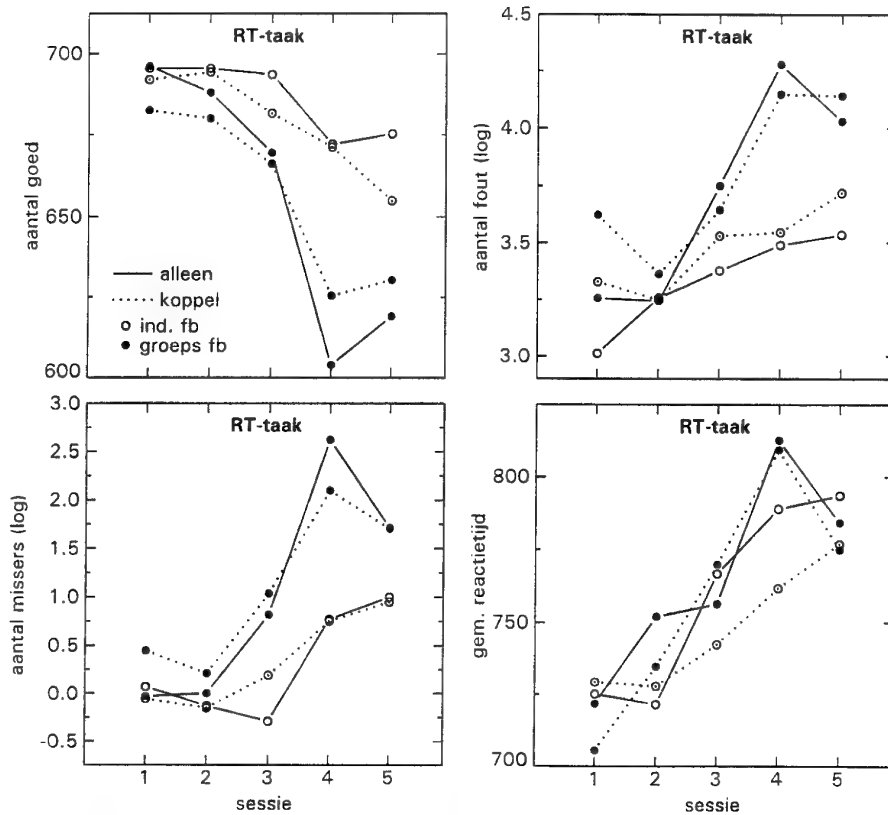 RT-taak
700
650
600
aantal goed
alleen
koppel
ind. fb
groeps fb
RT-taak
4.5
4.0
3.5
3.0
aantal fout (log)
RT-taak
3.0
2.5
2.0
1.5
1.0
0.5
0.0
-0.5
aantal missers (log)
1 2 3 4 5
sessie
RT-taak
800
750
700
gem. reactietijd
1 2 3 4 5
sessie